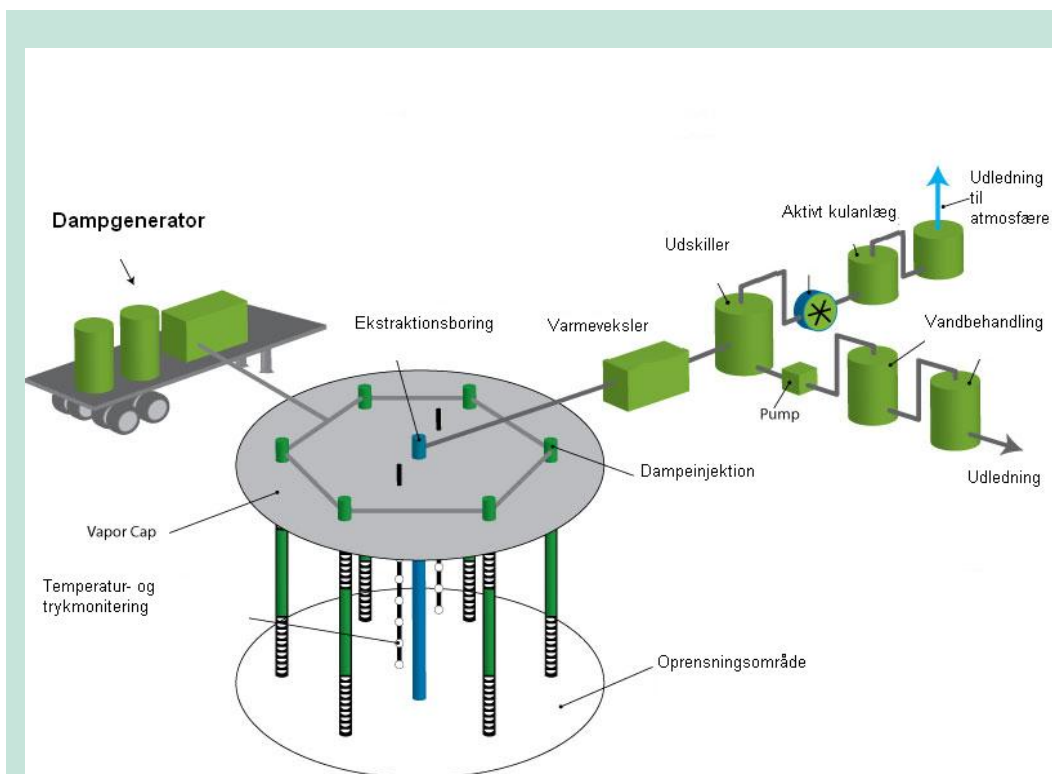 Dampgenerator
Ekstraktionsboring
Varmeveksler
Udskiller
Aktivt kulanlæg
Udledning
til
atmosfære
Vandbehandling
Pump
Udledning
Dampeinjektion
Vapor Cap
Temperatur- og
trykmonitering
Oprensningsområde